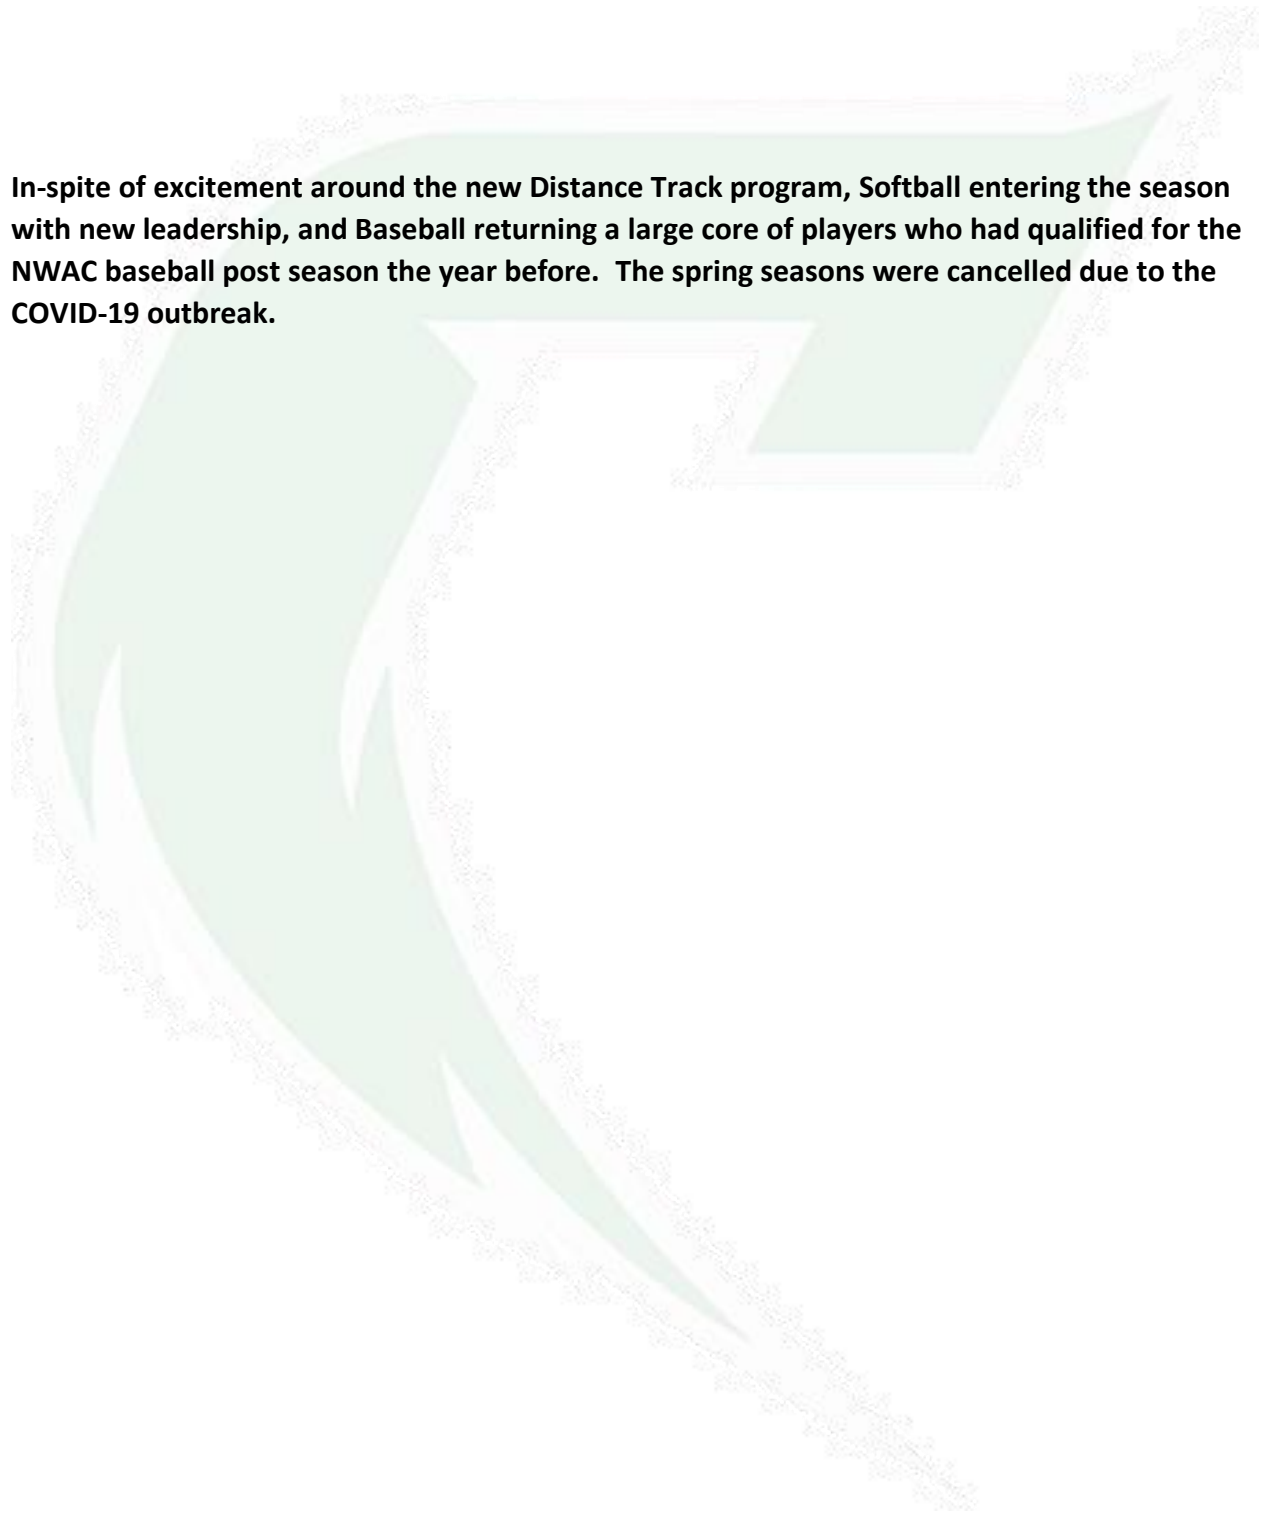 In-spite of excitement around the new Distance Track program, Softball entering the season
with new leadership, and Baseball returning a large core of players who had qualified for the
NWAC baseball post season the year before.  The spring seasons were cancelled due to the
COVID-19 outbreak.